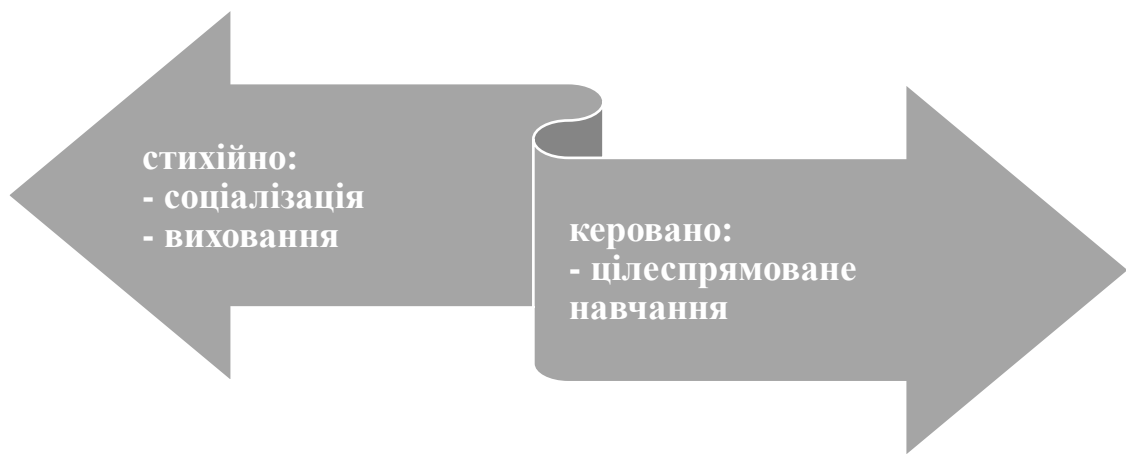 стихійно:
- соціалізація
- виховання
керовано:
- цілеспрямоване
навчання